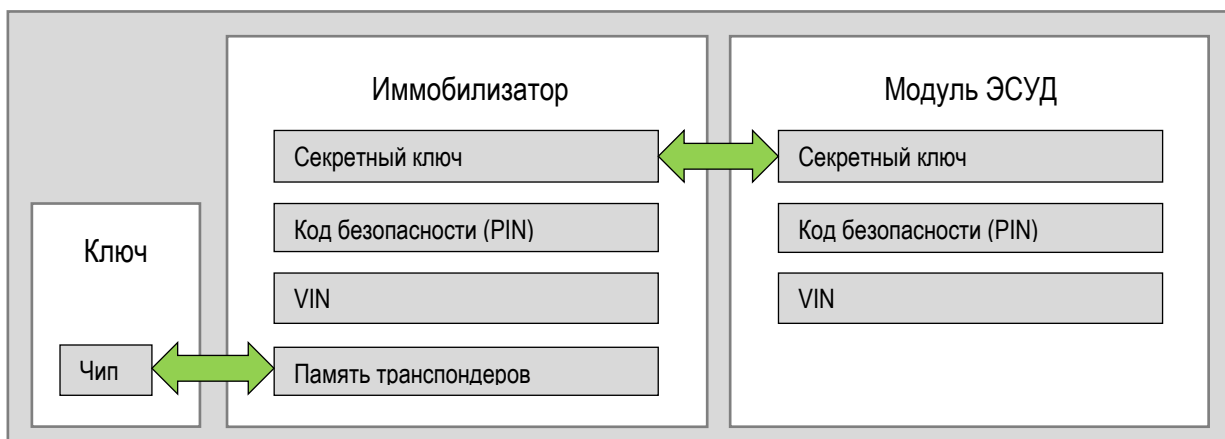 Иммобилизатор
Секретный ключ
Код безопасности (PIN)
VIN
Память транспондеров
Модуль ЭСУД
Секретный ключ
Код безопасности (PIN)
VIN
Ключ
Чип